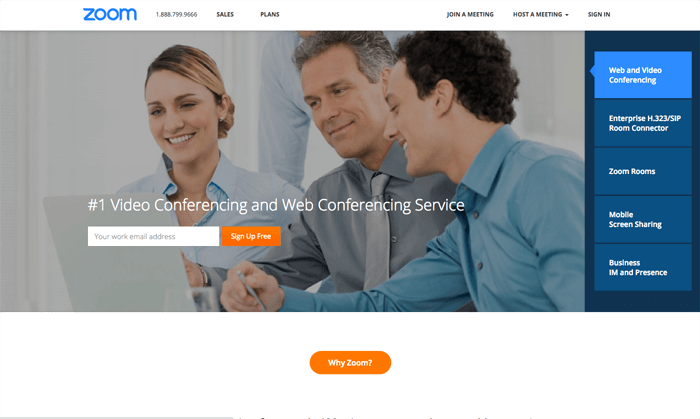 zoom
1.888.799.9666
SALES
PLANS
JOIN A MEETING
HOST A MEETING
SIGN IN
#1 Video Conferencing and Web Conferencing Service
Your work email address
Sign Up Free
Web and Video
Conferencing
Enterprise H.323/SIP
Room Connector
Zoom Rooms
Mobile
Screen Sharing
Business
IM and Presence
Why Zoom?